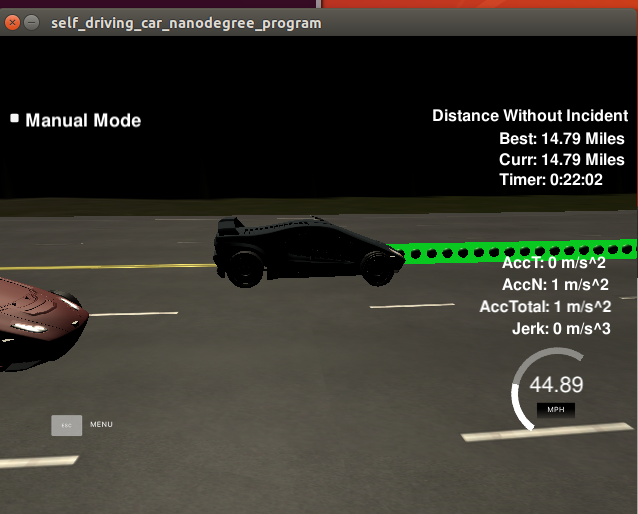 self_driving_car_nanodegree_program
Manual Mode
Distance Without Incident
Best: 14.79 Miles
Curr: 14.79 Miles
Timer: 0:22:02
AccT: 0 m/s^2
AccN: 1 m/s^2
AccTotal: 1 m/s^2
Jerk: 0 m/s^3
44.89
MPH
ESC MENU